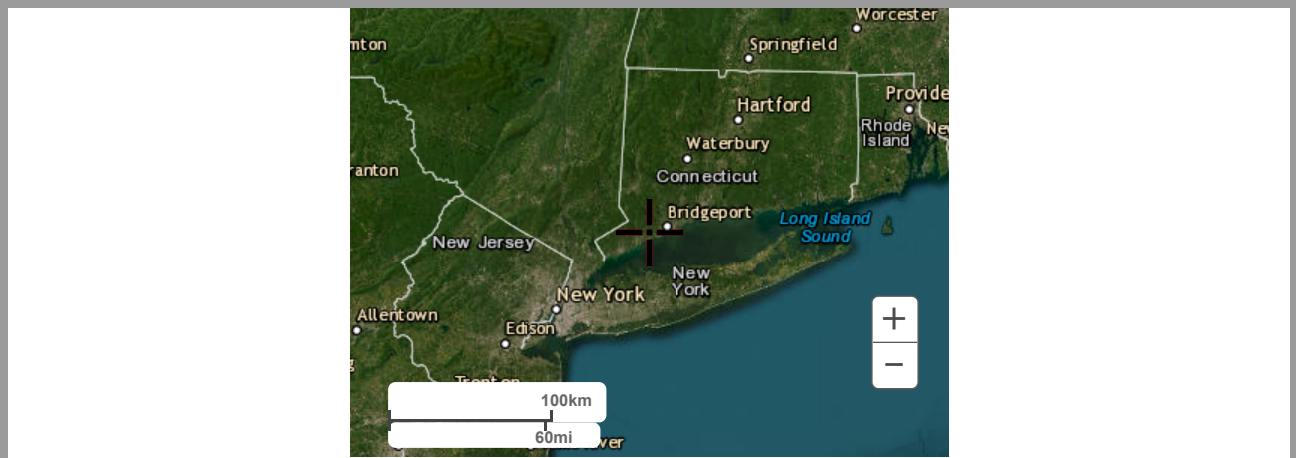 Worcester
mton
Springfield
Provide
Hartford
Rhode
Island
Ne
Waterbury
ranton
Connecticut
Bridgeport
Long Island
Sound
New Jersey
New
York
New York
Allentown
Edison
+
−
Trenton
100km
60mi
ver